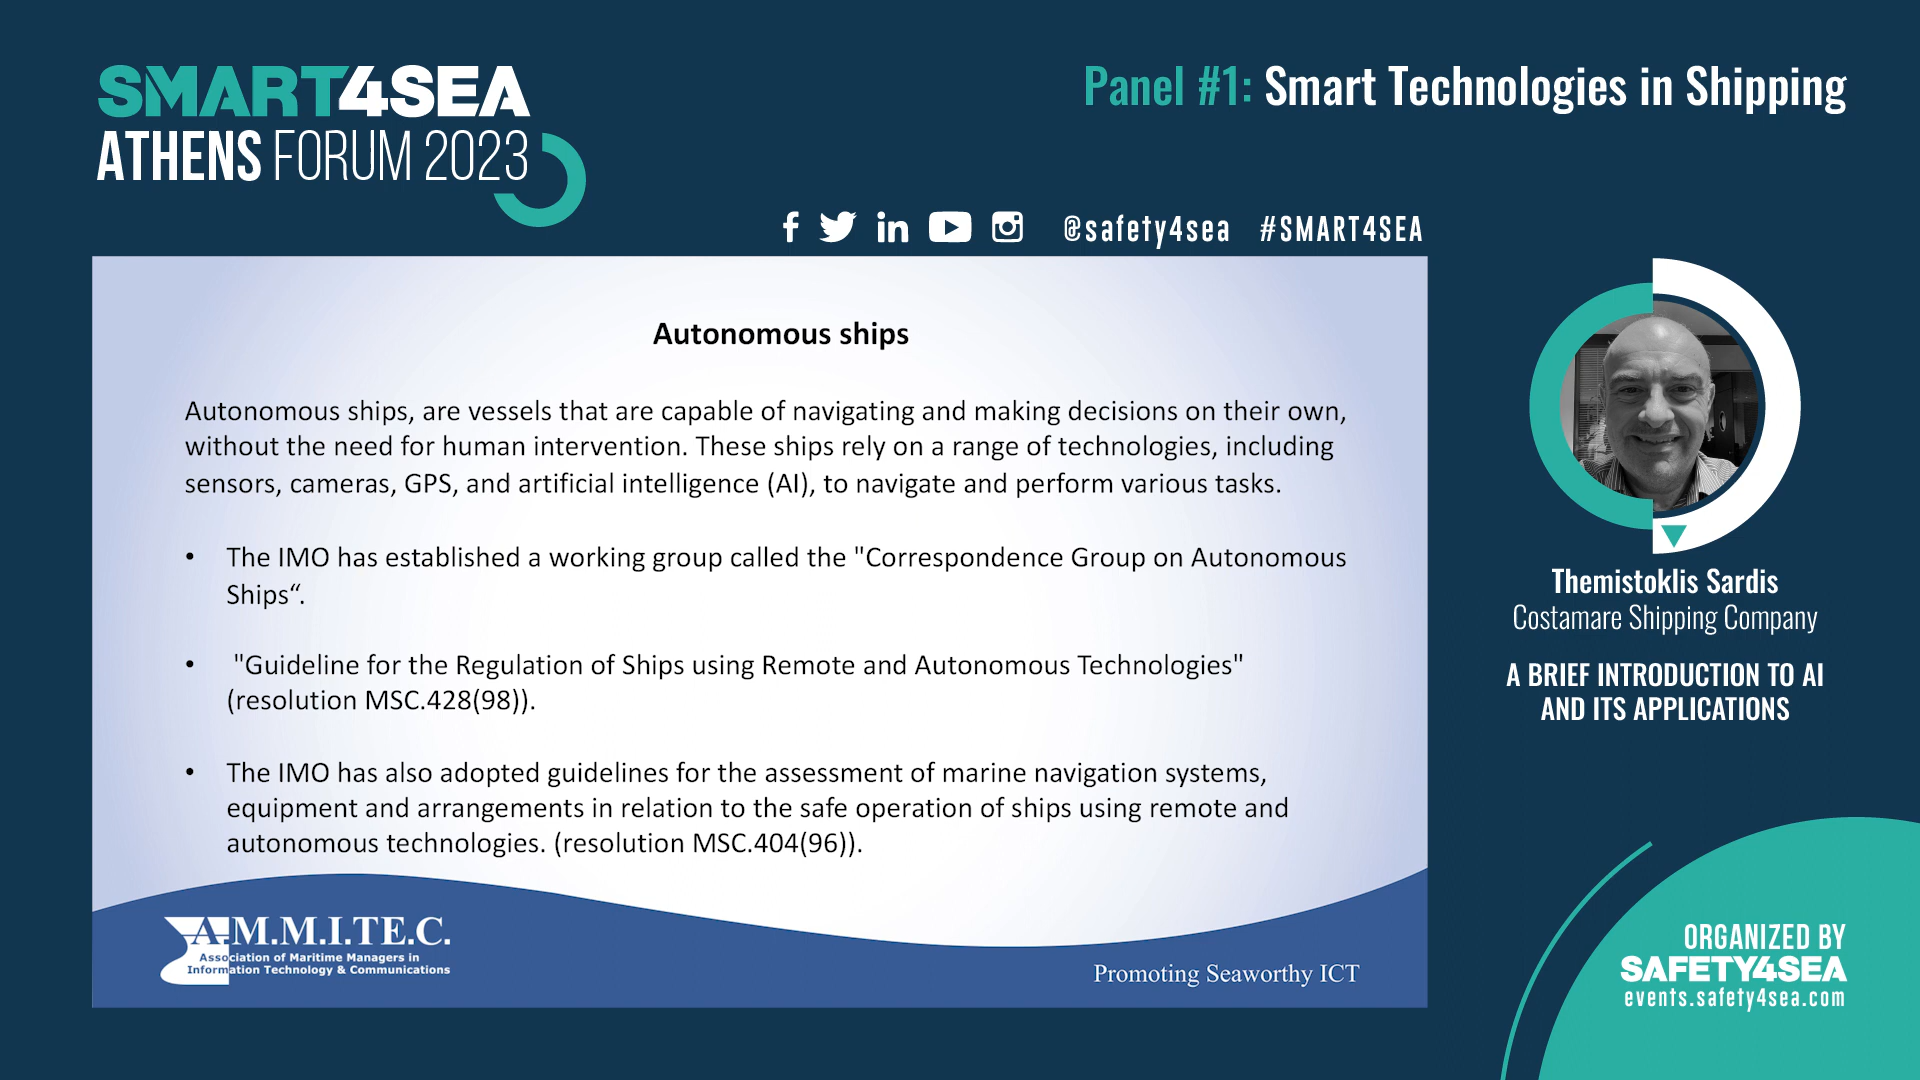 SMART4SEA
ATHENS FORUM 2023
Panel #1: Smart Technologies in Shipping
@safety4sea #SMART4SEA
Autonomous ships
Autonomous ships, are vessels that are capable of navigating and making decisions on their own,
without the need for human intervention. These ships rely on a range of technologies, including
sensors, cameras, GPS, and artificial intelligence (AI), to navigate and perform various tasks.
• The IMO has established a working group called the "Correspondence Group on Autonomous
Ships“.
• "Guideline for the Regulation of Ships using Remote and Autonomous Technologies"
(resolution MSC.428(98)).
• The IMO has also adopted guidelines for the assessment of marine navigation systems,
equipment and arrangements in relation to the safe operation of ships using remote and
autonomous technologies. (resolution MSC.404(96)).
A.M.M.I.TE.C.
Association of Maritime Managers in
Information Technology & Communications
Promoting Seaworthy ICT
Themistoklis Sardis
Costamare Shipping Company
A BRIEF INTRODUCTION TO AI
AND ITS APPLICATIONS
ORGANIZED BY
SAFETY4SEA
events.safety4sea.com